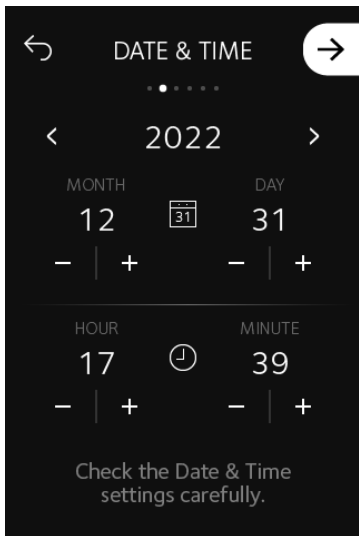 DATE & TIME
2022
MONTH DAY
12 31 31
− + − +
HOUR MINUTE
17 39
− + − +
Check the Date & Time
settings carefully.